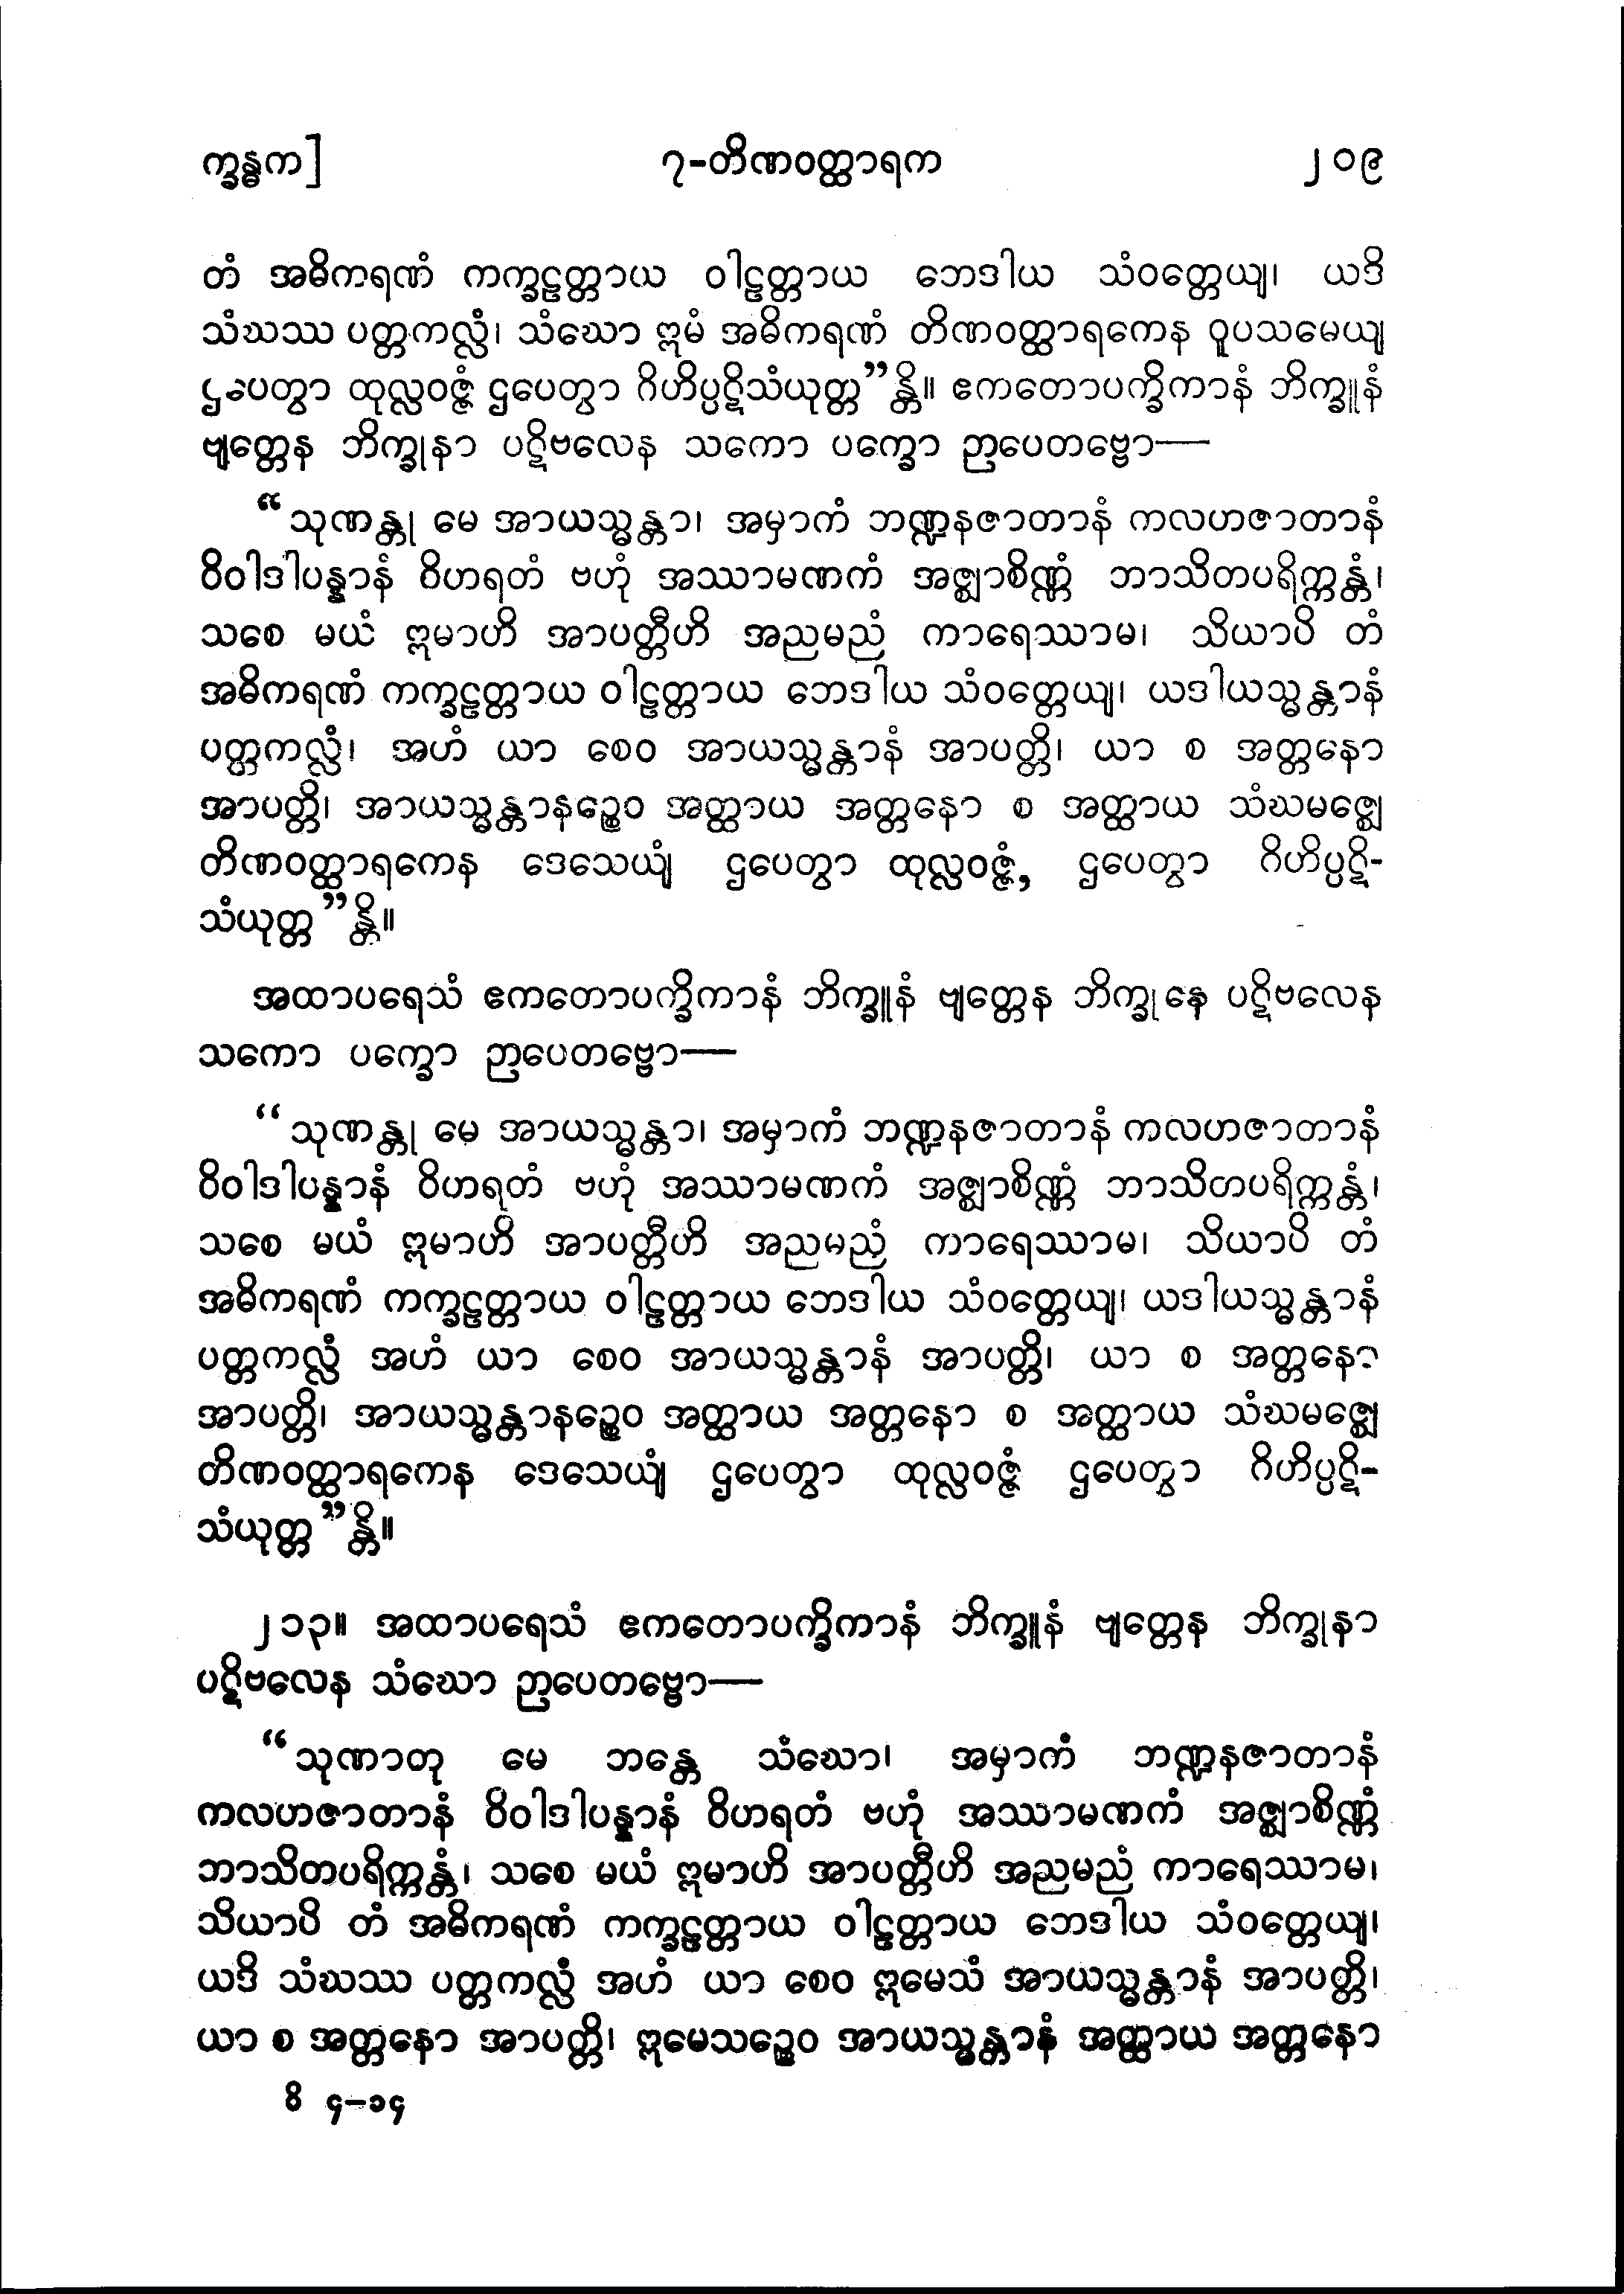 က္ခန္ဓက]
၇-တိဏဝတ္ထာရက
၂၀၉
တံ အဓိကရဏံ ကက္ခဠတ္တာယ ဝါဠတ္တာယ ဘေဒါယ သံဝတ္တေယျ၊ ယဒိ
သံဃဿ ပတ္တကလ္လံ၊ သံဃော ဣမံ အဓိကရဏံ တိဏဝတ္ထာရကေန ဝူပသမေယျ
ဌပေတွာ ထုလ္လဝဇ္ဇံ ဌပေတွာ ဂိဟိပ္ပဋိသံယုတ္တ”န္တိ။ ဧကတောပက္ခိကာနံ ဘိက္ခူနံ
ဗျတ္တေန ဘိက္ခုနာ ပဋိဗလေန သကော ပက္ခော ဉာပေတဗ္ဗော—
“သုဏန္တု မေ အာယသ္မန္တာ၊ အမှာကံ ဘဏ္ဍနဇာတာနံ ကလဟဇာတာနံ
ဝိဝါဒါပန္နာနံ ဝိဟရတံ ဗဟုံ အဿာမဏကံ အဇ္ဈာစိဏ္ဏံ ဘာသိတပရိက္ကန္တံ၊
သစေ မယံ ဣမာဟိ အာပတ္တီဟိ အညမညံ ကာရေဿာမ၊ သိယာပိ တံ
အဓိကရဏံ ကက္ခဠတ္တာယ ဝါဠတ္တာယ ဘေဒါယ သံဝတ္တေယျ၊ ယဒါယသ္မန္တာနံ
ပတ္တကလ္လံ၊ အဟံ ယာ စေဝ အာယသ္မန္တာနံ အာပတ္တိ၊ ယာ စ အတ္တနော
အာပတ္တိ၊ အာယသ္မန္တာနဉ္စေဝ အတ္ထာယ အတ္တနော စ အတ္ထာယ သံဃမဇ္ဈေ
တိဏဝတ္ထာရကေန ဒေသေယျံ ဌပေတွာ ထုလ္လဝဇ္ဇံ, ဌပေတွာ ဂိဟိပ္ပဋိ-
သံယုတ္တ”န္တိ။
အထာပရေသံ ဧကတောပက္ခိကာနံ ဘိက္ခူနံ ဗျတ္တေန ဘိက္ခုနေ ပဋိဗလေန
သကော ပက္ခော ဉာပေတဗ္ဗော—
“သုဏန္တု မေ အာယသ္မန္တာ၊ အမှာကံ ဘဏ္ဍနဇာတာနံ ကလဟဇာတာနံ
ဝိဝါဒါပန္နာနံ ဝိဟရတံ ဗဟုံ အဿာမဏကံ အဇ္ဈာစိဏ္ဏံ ဘာသိတပရိက္ကန္တံ၊
သစေ မယံ ဣမာဟိ အာပတ္တီဟိ အညမညံ ကာရေဿာမ၊ သိယာပိ တံ
အဓိကရဏံ ကက္ခဠတ္တာယ ဝါဠတ္တာယ ဘေဒါယ သံဝတ္တေယျ၊ ယဒါယသ္မန္တာနံ
ပတ္တကလ္လံ အဟံ ယာ စေဝ အာယသ္မန္တာနံ အာပတ္တိ၊ ယာ စ အတ္တနော
အာပတ္တိ၊ အာယသ္မန္တာနဉ္စေဝ အတ္ထာယ အတ္တနော စ အတ္ထာယ သံဃမဇ္ဈေ
တိဏဝတ္ထာရကေန ဒေသေယျံ ဌပေတွာ ထုလ္လဝဇ္ဇံ ဌပေတွာ ဂိဟိပ္ပဋိ-
သံယုတ္တ”န္တိ။
၂၁၃။ အထာပရေသံ ဧကတောပက္ခိကာနံ ဘိက္ခူနံ ဗျတ္တေန ဘိက္ခုနာ
ပဋိဗလေန သံဃော ဉာပေတဗ္ဗော—
“သုဏာတု မေ ဘန္တေ သံဃော၊ အမှာကံ ဘဏ္ဍနဇာတာနံ
ကလဟဇာတာနံ ဝိဝါဒါပန္နာနံ ဝိဟရတံ ဗဟုံ အဿာမဏကံ အဇ္ဈာစိဏ္ဏံ
ဘာသိတပရိက္ကန္တံ၊ သစေ မယံ ဣမာဟိ အာပတ္တီဟိ အညမညံ ကာရေဿာမ၊
သိယာပိ တံ အဓိကရဏံ ကက္ခဠတ္တာယ ဝါဠတ္တာယ ဘေဒါယ သံဝတ္တေယျ၊
ယဒိ သံဃဿ ပတ္တကလ္လံ အဟံ ယာ စေဝ ဣမေသံ အာယသ္မန္တာနံ အာပတ္တိ၊
ယာ စ အတ္တနော အာပတ္တိ၊ ဣမေသဉ္စေဝ အာယသ္မန္တာနံ အတ္ထာယ အတ္တနော
ဝိ ၄-၁၄